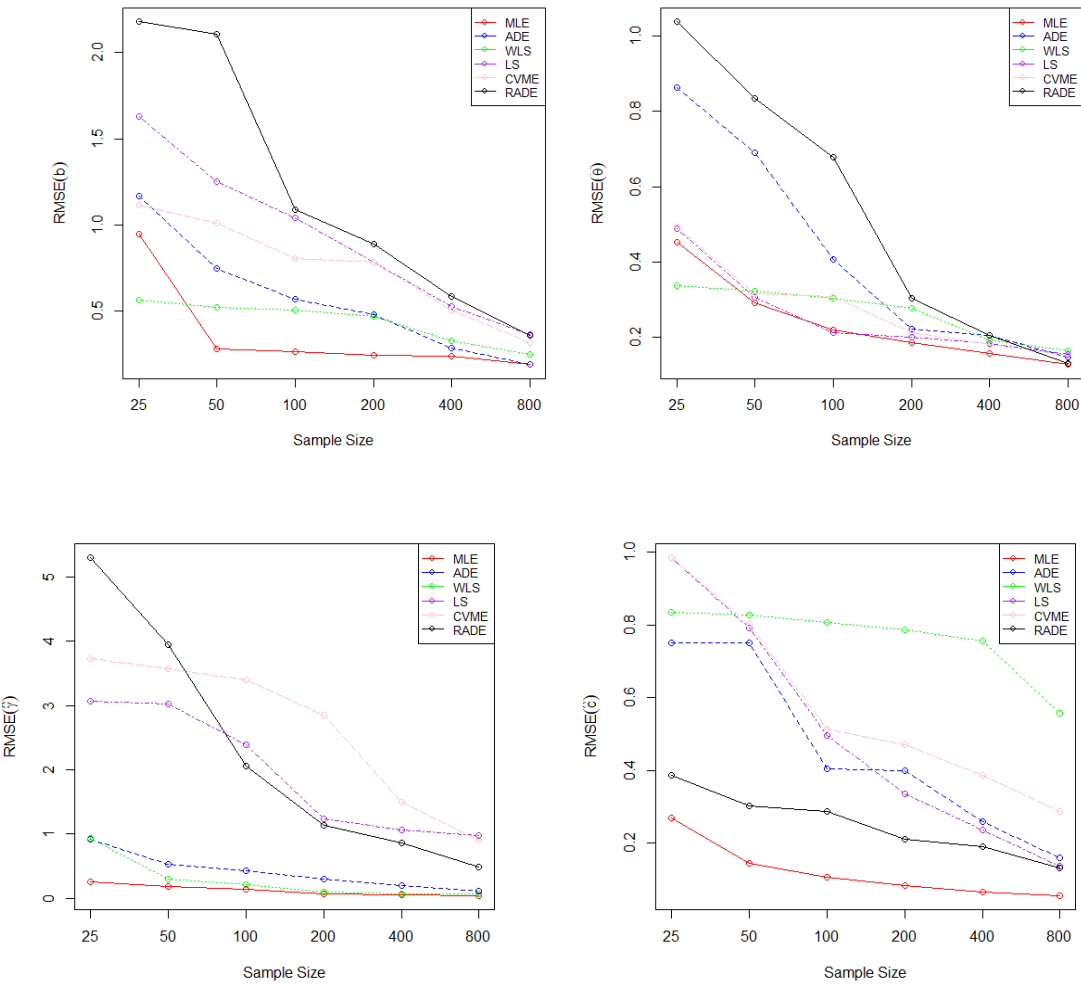 RMSE(b)
2.0
1.5
1.0
0.5
MLE
ADE
WLS
LS
CVME
RADE
25 50 100 200 400 800
Sample Size
RMSE(θ)
1.0
0.8
0.6
0.4
0.2
MLE
ADE
WLS
LS
CVME
RADE
25 50 100 200 400 800
Sample Size
RMSE(γ̂)
5
4
3
2
1
0
MLE
ADE
WLS
LS
CVME
RADE
25 50 100 200 400 800
Sample Size
RMSE(ĉ)
1.0
0.8
0.6
0.4
0.2
MLE
ADE
WLS
LS
CVME
RADE
25 50 100 200 400 800
Sample Size